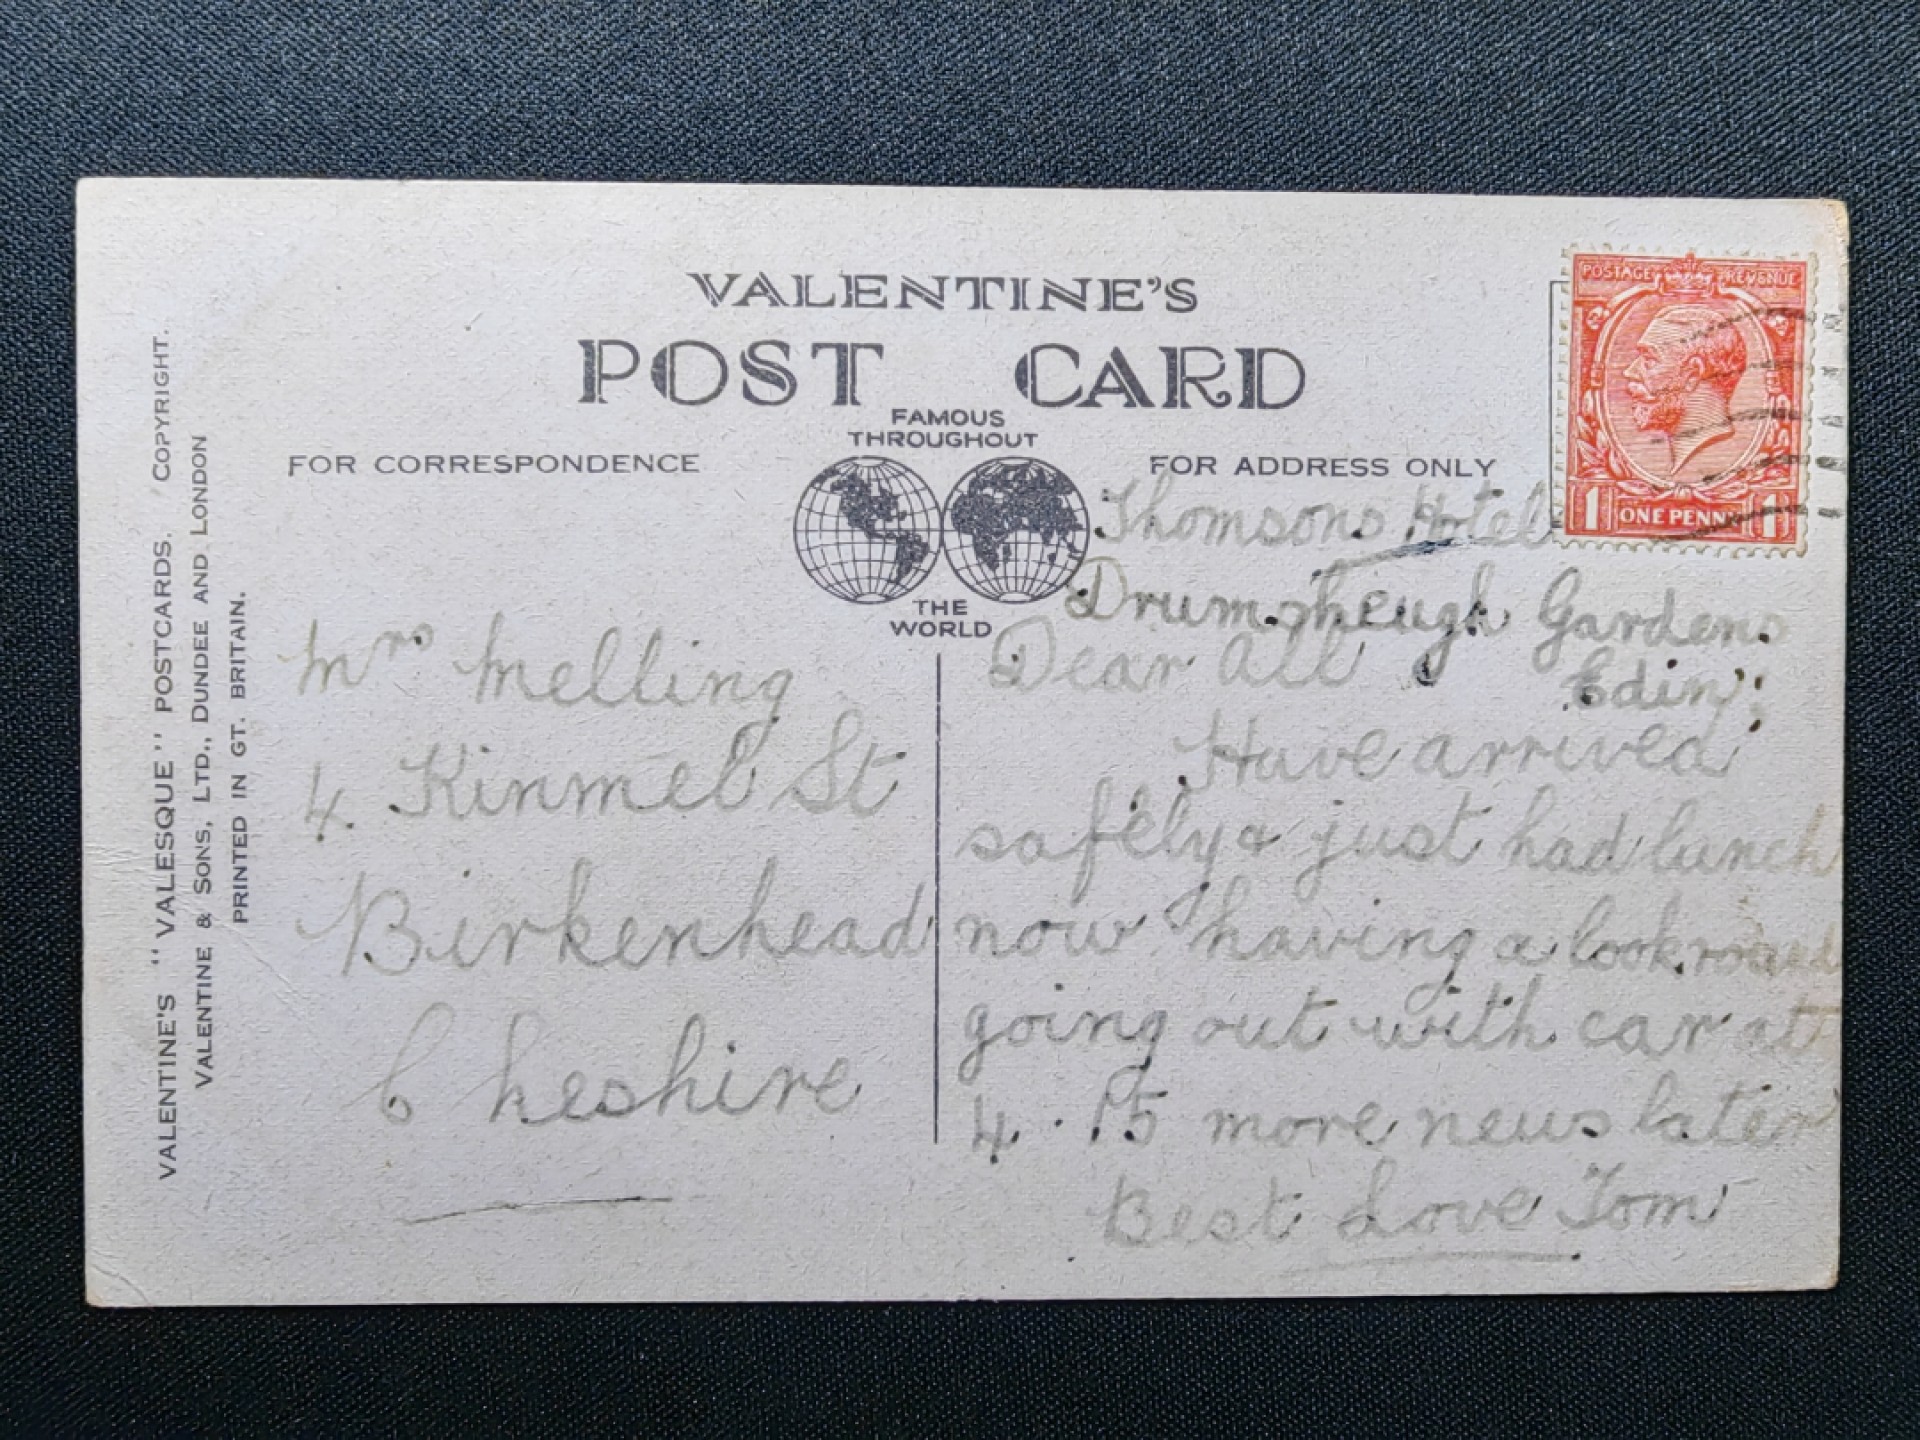 VALENTINE'S
POST CARD
FAMOUS
THROUGHOUT
THE
WORLD
FOR CORRESPONDENCE
FOR ADDRESS ONLY
POSTAGE REVENUE
1 ONE PENNY 1
VALENTINE'S "VALESQUE" POSTCARDS. COPYRIGHT.
VALENTINE & SONS, LTD., DUNDEE AND LONDON
PRINTED IN GT. BRITAIN.
Mrs Melling
4 Kinmel St
Birkenhead
Cheshire
Thomsons Hotel
Drumsheugh Gardens
Edin:
Dear All
Have arrived
safely & just had lunch
now having a look round
going out with car at
4.15 more news later
Best Love Tom